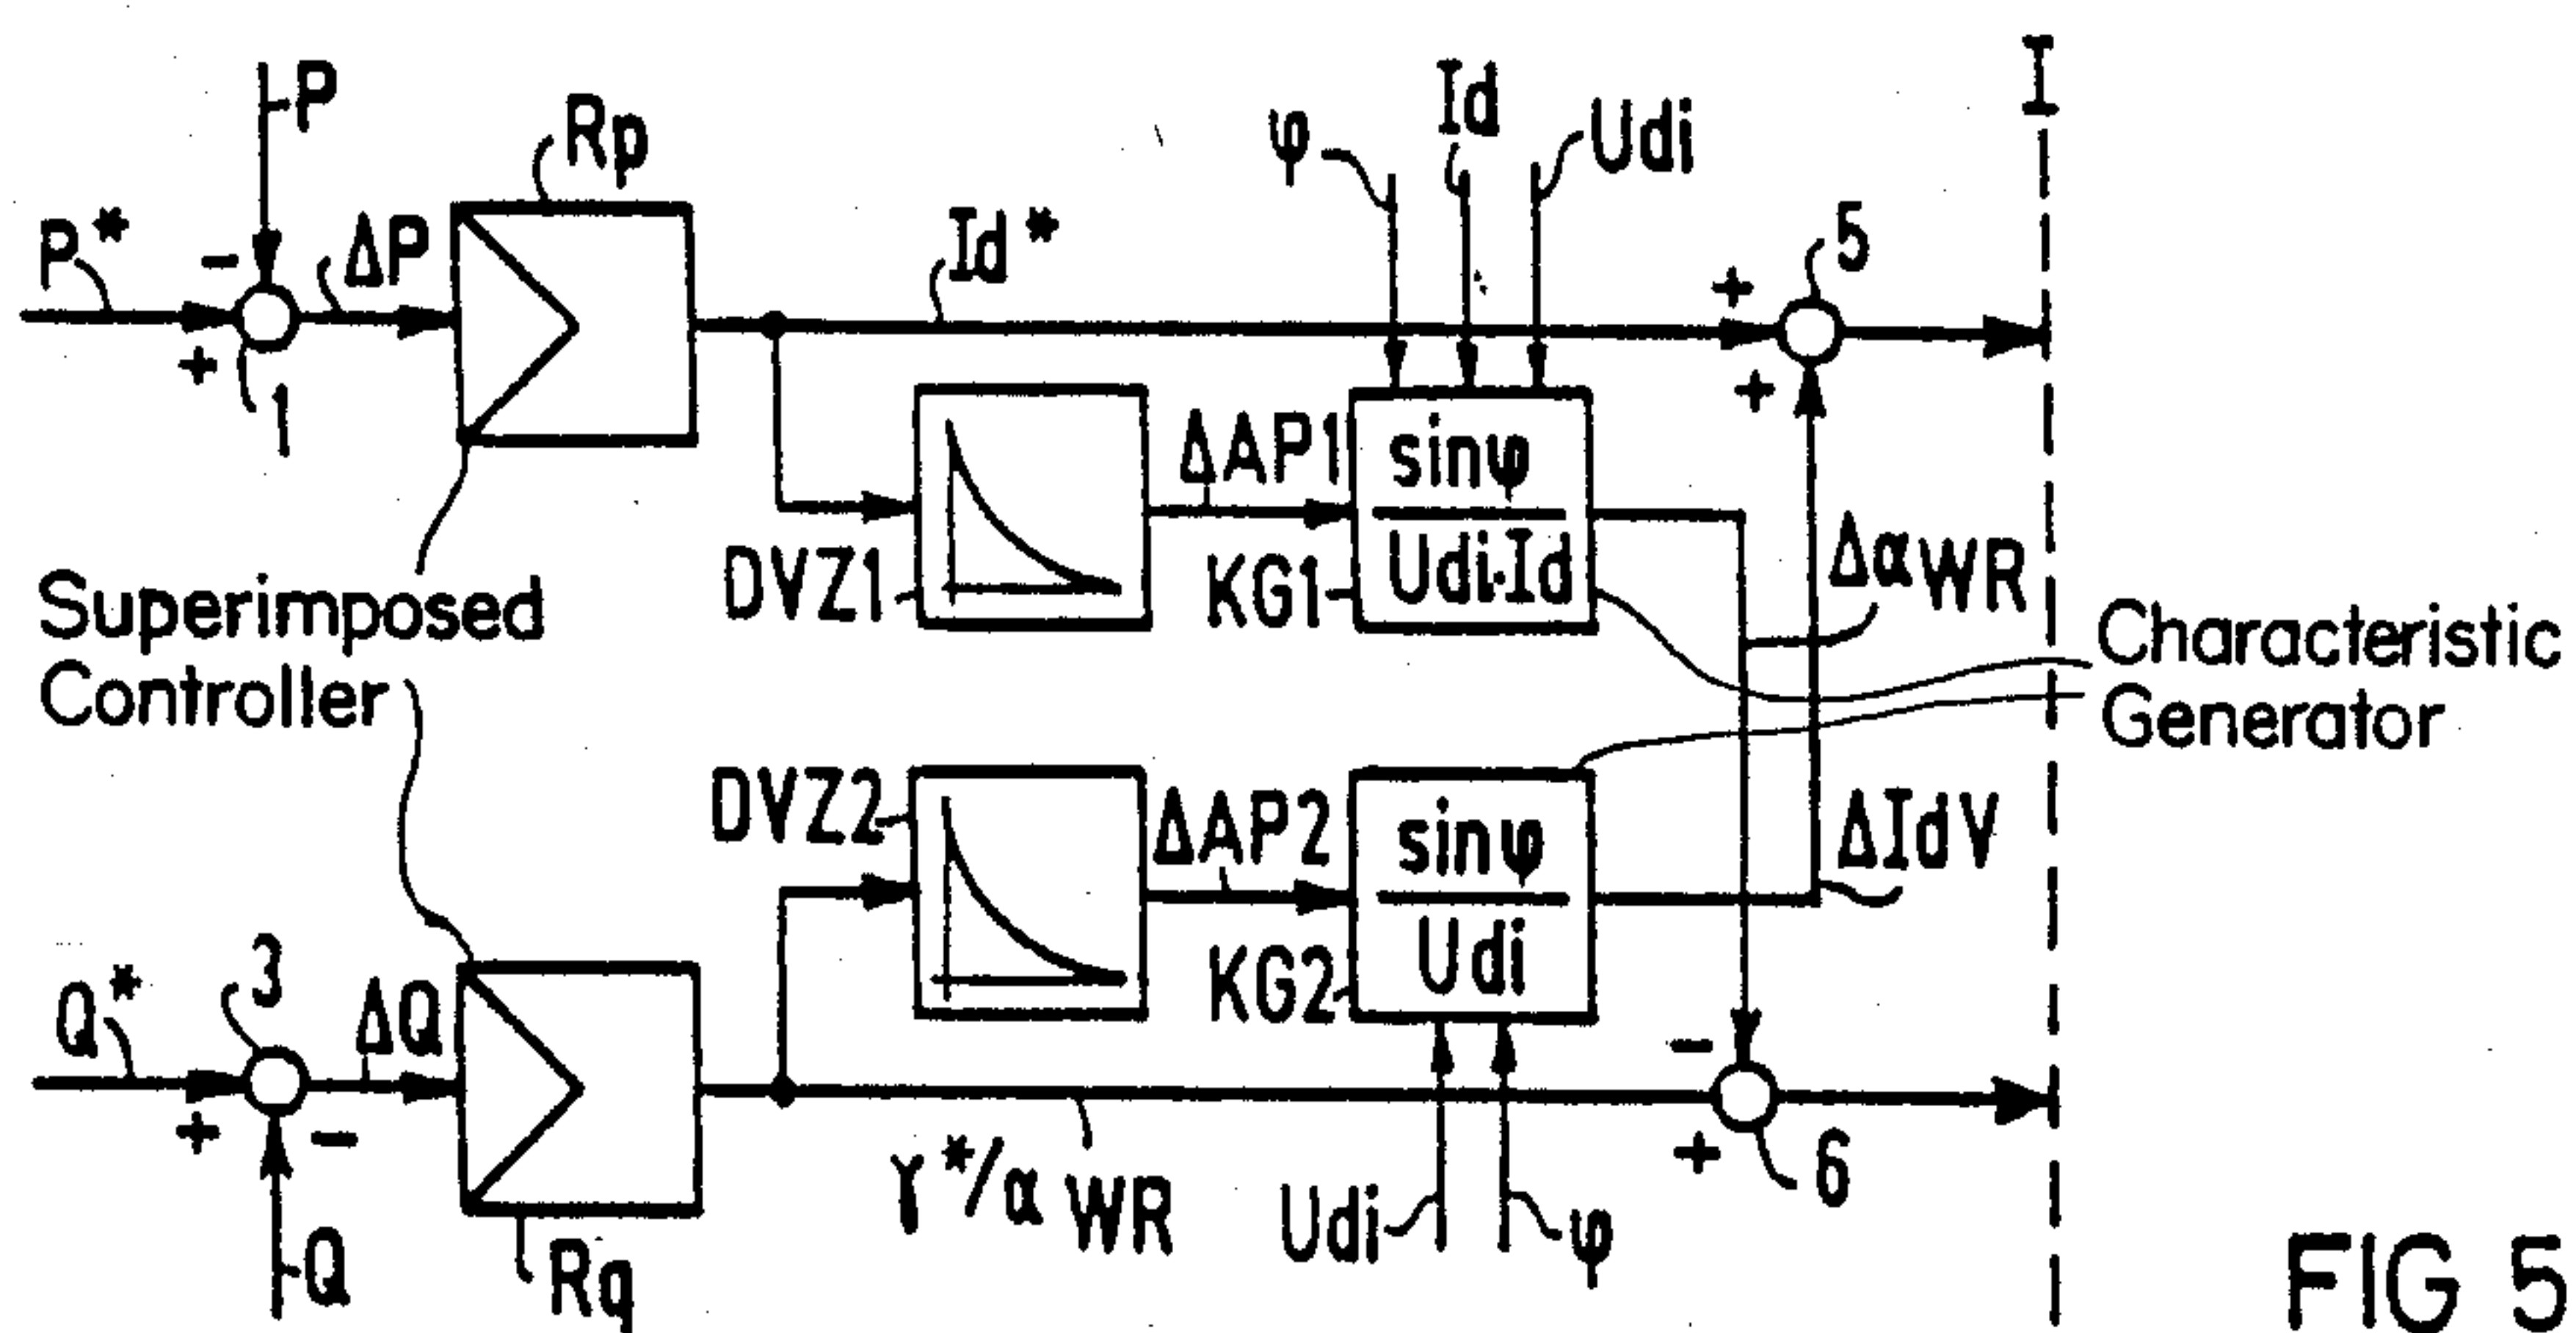 P
Rp
φ
Id
Udi
I
P*
-
ΔP
Id*
+
5
+
1
+
DVZ1
ΔAP1
KG1
sinφ
Udi·Id
ΔαWR
Superimposed
Controller
Characteristic
Generator
DVZ2
ΔAP2
KG2
sinφ
Udi
ΔIdV
Q*
3
ΔQ
-
+
-
γ*/αWR
+
6
Q
Rq
Udi
φ
FIG 5